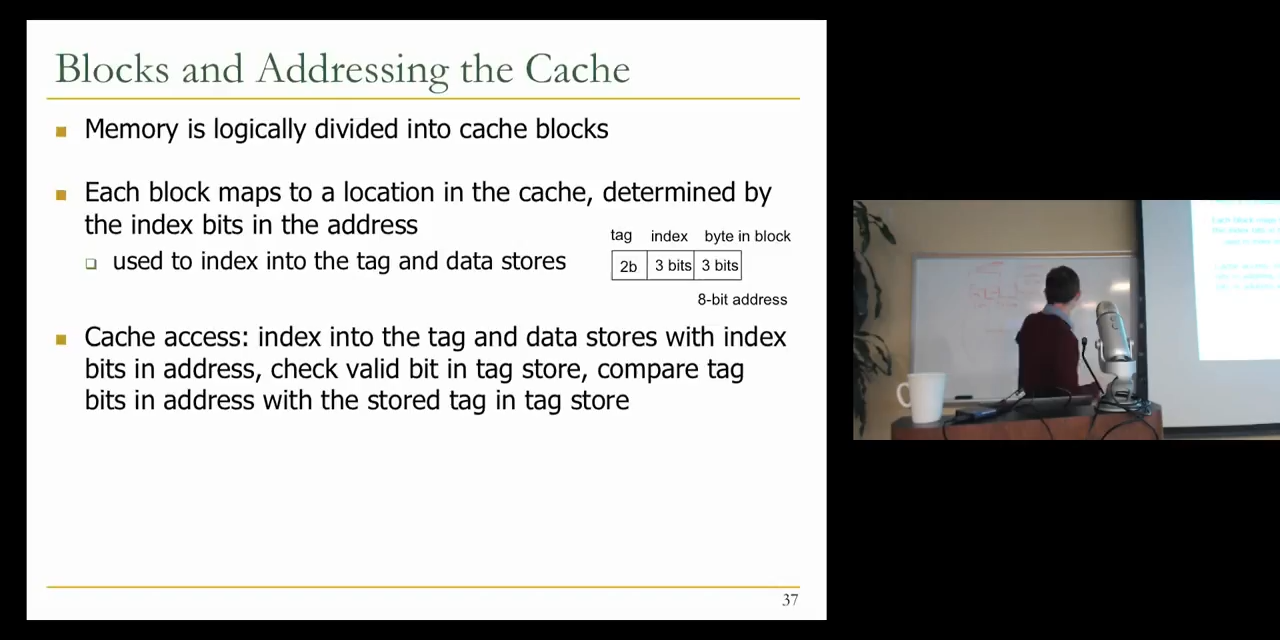 Blocks and Addressing the Cache
Memory is logically divided into cache blocks
Each block maps to a location in the cache, determined by
the index bits in the address
used to index into the tag and data stores
tag index byte in block
2b 3 bits 3 bits
8-bit address
Cache access: index into the tag and data stores with index
bits in address, check valid bit in tag store, compare tag
bits in address with the stored tag in tag store
37